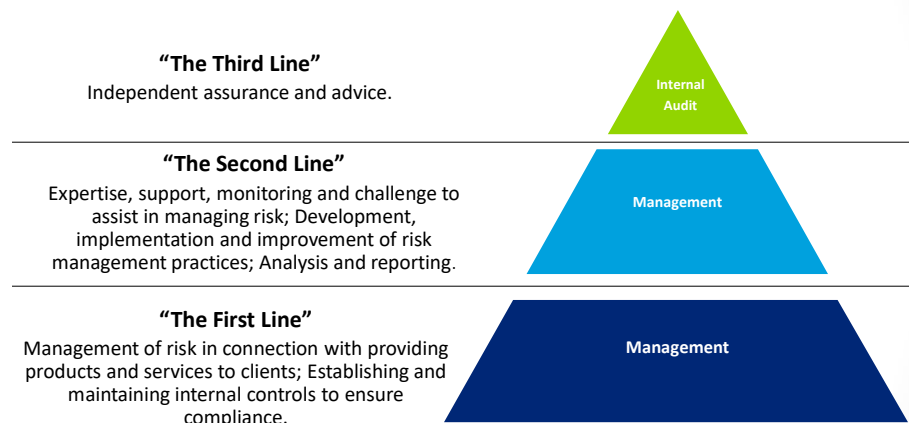 “The Third Line”
Independent assurance and advice.
Internal
Audit
“The Second Line”
Expertise, support, monitoring and challenge to
assist in managing risk; Development,
implementation and improvement of risk
management practices; Analysis and reporting.
Management
“The First Line”
Management of risk in connection with providing
products and services to clients; Establishing and
maintaining internal controls to ensure
compliance.
Management